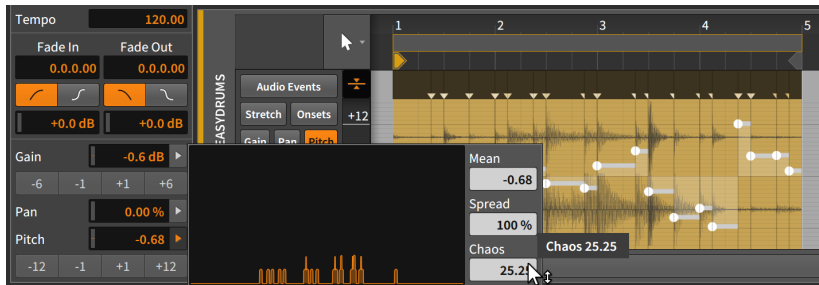 Tempo 120.00
Fade In Fade Out
0.0.0.00 0.0.0.00
+0.0 dB +0.0 dB
Gain -0.6 dB
-6 -1 +1 +6
Pan 0.00 %
Pitch -0.68
-12 -1 +1 +12
EASYDRUMS
Audio Events
Stretch Onsets
Gain Pan Pitch
+12
1 2 3 4 5
Mean
-0.68
Spread
100 %
Chaos
25.25
Chaos 25.25